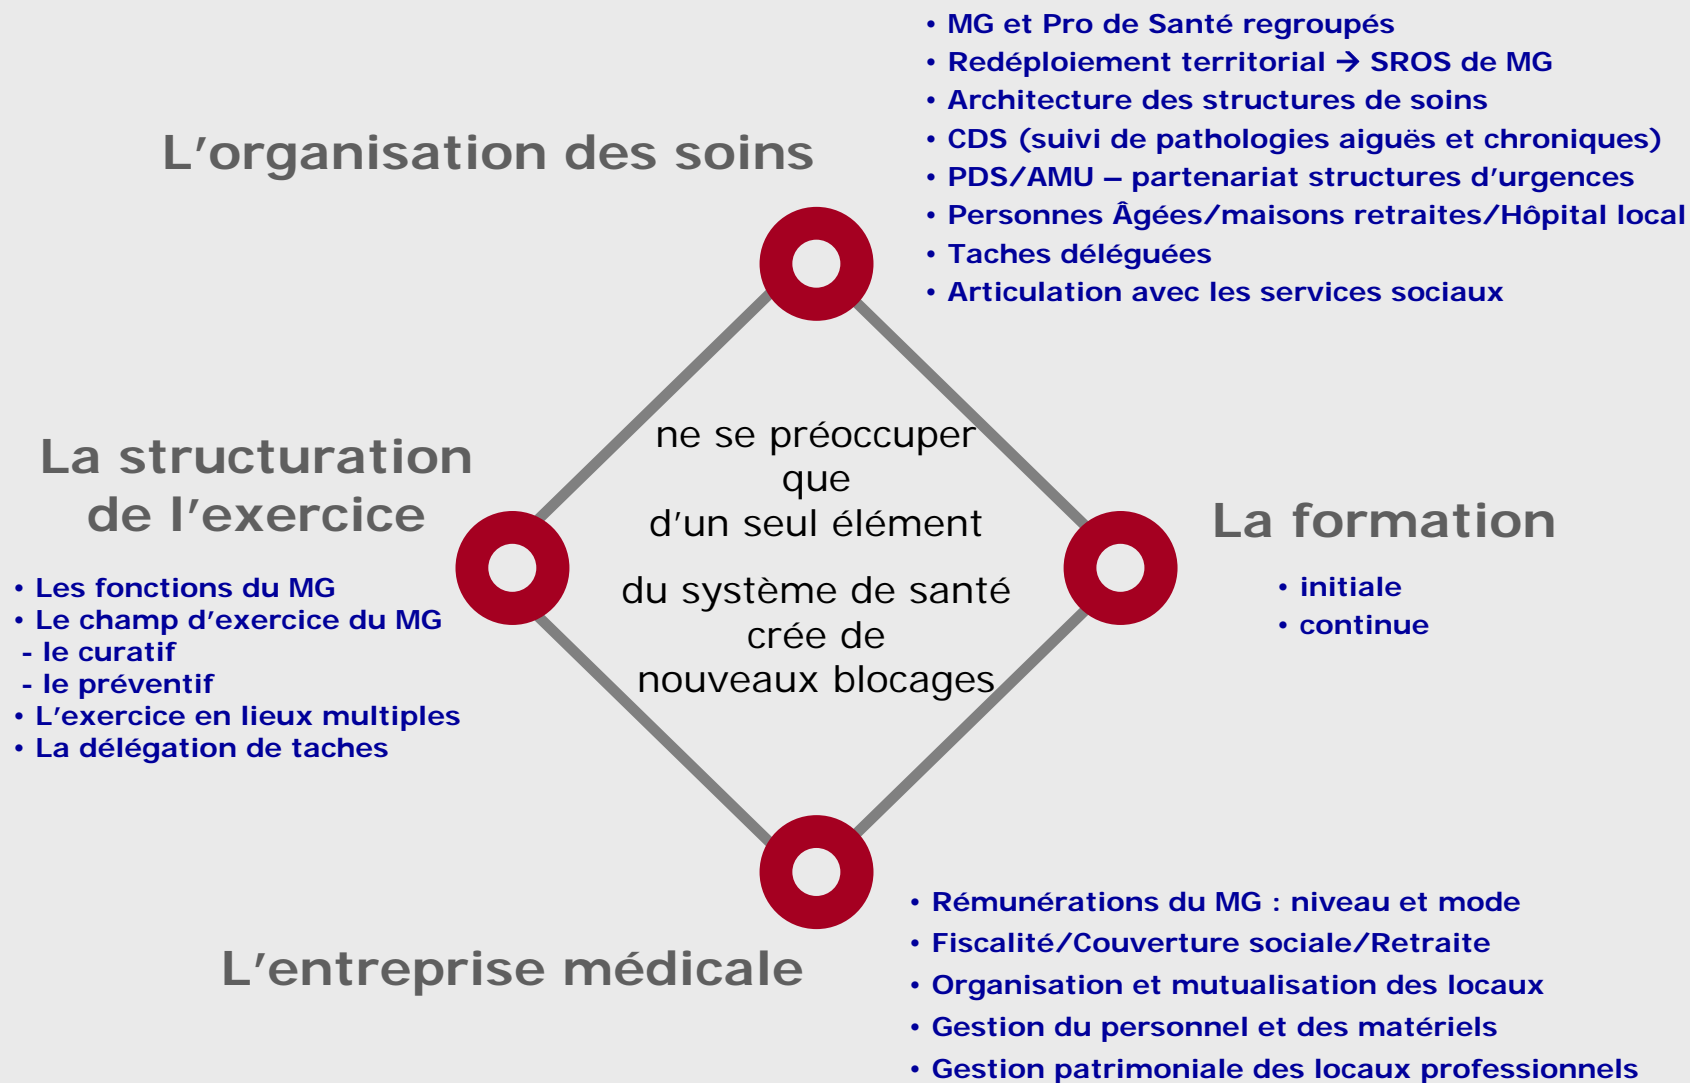 L'organisation des soins
• MG et Pro de Santé regroupés
• Redéploiement territorial → SROS de MG
• Architecture des structures de soins
• CDS (suivi de pathologies aiguës et chroniques)
• PDS/AMU – partenariat structures d'urgences
• Personnes Âgées/maisons retraites/Hôpital local
• Taches déléguées
• Articulation avec les services sociaux
La structuration
de l'exercice
• Les fonctions du MG
• Le champ d'exercice du MG
- le curatif
- le préventif
• L'exercice en lieux multiples
• La délégation de taches
ne se préoccuper
que
d'un seul élément
du système de santé
crée de
nouveaux blocages
La formation
• initiale
• continue
L'entreprise médicale
• Rémunérations du MG : niveau et mode
• Fiscalité/Couverture sociale/Retraite
• Organisation et mutualisation des locaux
• Gestion du personnel et des matériels
• Gestion patrimoniale des locaux professionnels